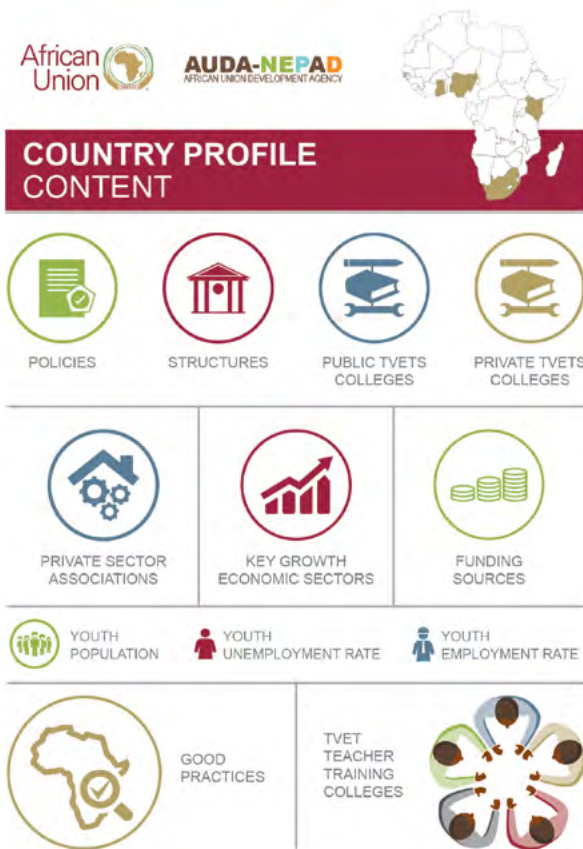 African
Union
AUDA-NEPAD
AFRICAN UNION DEVELOPMENT AGENCY
COUNTRY PROFILE
CONTENT
POLICIES
STRUCTURES
PUBLIC TVETS
COLLEGES
PRIVATE TVETS
COLLEGES
PRIVATE SECTOR
ASSOCIATIONS
KEY GROWTH
ECONOMIC SECTORS
FUNDING
SOURCES
YOUTH
POPULATION
YOUTH
UNEMPLOYMENT RATE
YOUTH
EMPLOYMENT RATE
GOOD
PRACTICES
TVET
TEACHER
TRAINING
COLLEGES